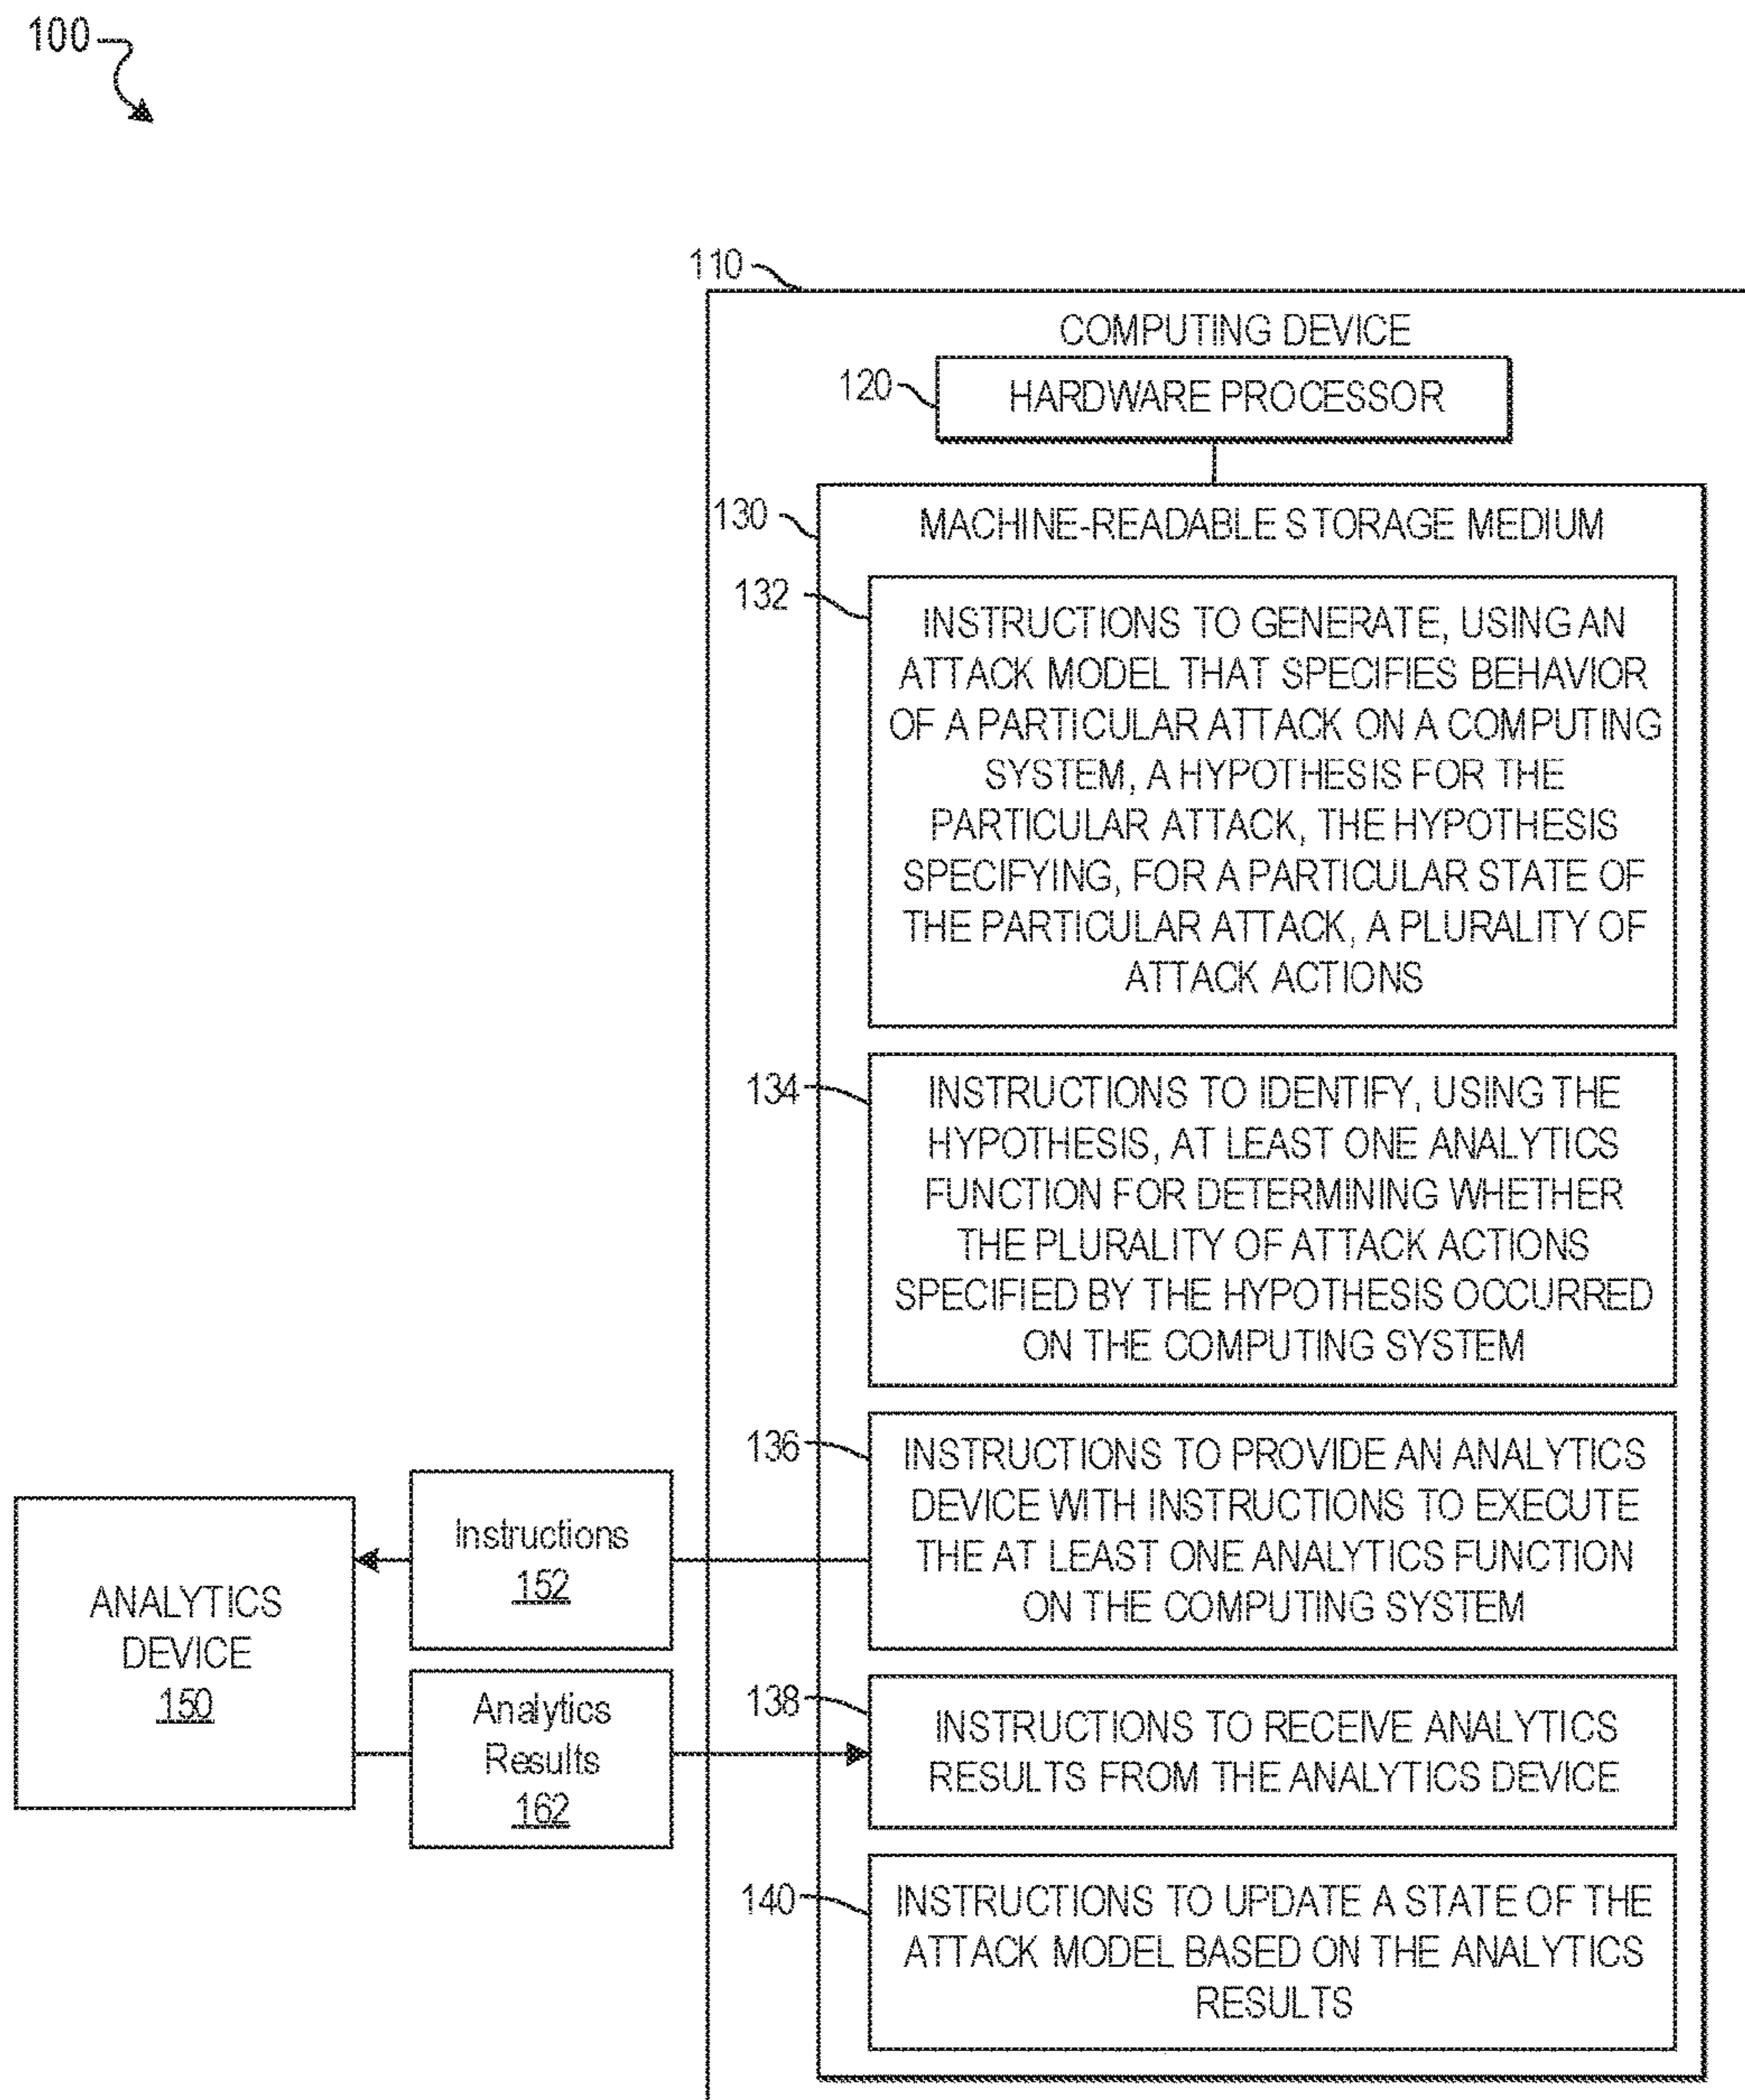 100
110
COMPUTING DEVICE
120
HARDWARE PROCESSOR
130
MACHINE-READABLE STORAGE MEDIUM
132
INSTRUCTIONS TO GENERATE, USING AN
ATTACK MODEL THAT SPECIFIES BEHAVIOR
OF A PARTICULAR ATTACK ON A COMPUTING
SYSTEM, A HYPOTHESIS FOR THE
PARTICULAR ATTACK, THE HYPOTHESIS
SPECIFYING, FOR A PARTICULAR STATE OF
THE PARTICULAR ATTACK, A PLURALITY OF
ATTACK ACTIONS
134
INSTRUCTIONS TO IDENTIFY, USING THE
HYPOTHESIS, AT LEAST ONE ANALYTICS
FUNCTION FOR DETERMINING WHETHER
THE PLURALITY OF ATTACK ACTIONS
SPECIFIED BY THE HYPOTHESIS OCCURRED
ON THE COMPUTING SYSTEM
136
INSTRUCTIONS TO PROVIDE AN ANALYTICS
DEVICE WITH INSTRUCTIONS TO EXECUTE
THE AT LEAST ONE ANALYTICS FUNCTION
ON THE COMPUTING SYSTEM
Instructions
152
ANALYTICS
DEVICE
150
Analytics
Results
162
138
INSTRUCTIONS TO RECEIVE ANALYTICS
RESULTS FROM THE ANALYTICS DEVICE
140
INSTRUCTIONS TO UPDATE A STATE OF THE
ATTACK MODEL BASED ON THE ANALYTICS
RESULTS